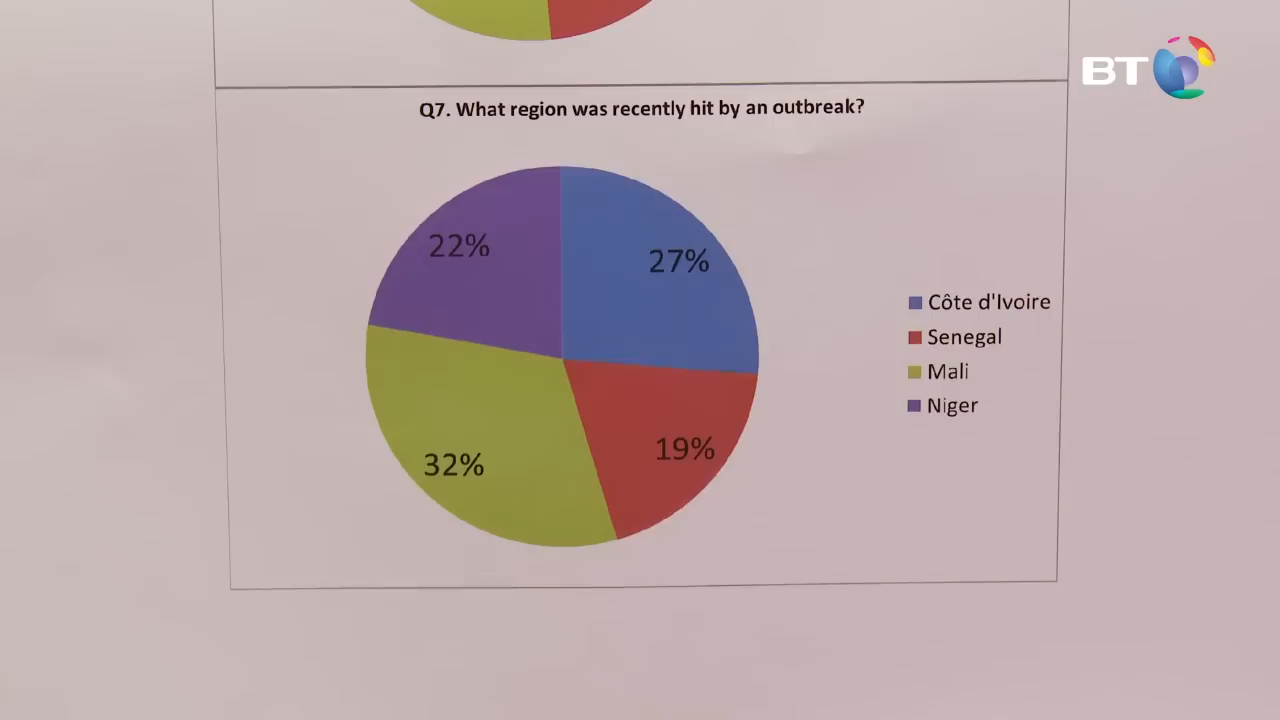 BT
Q7. What region was recently hit by an outbreak?
22%
27%
Côte d'Ivoire
Senegal
Mali
Niger
32%
19%